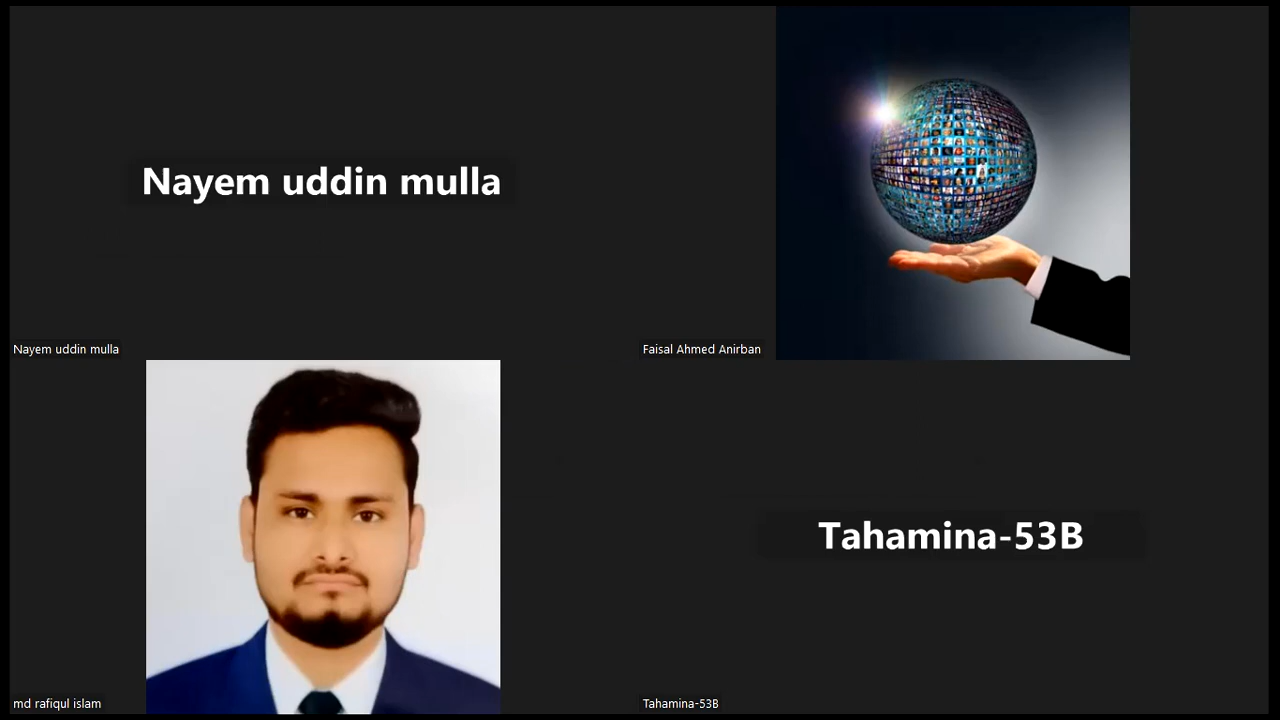 Nayem uddin mulla
Nayem uddin mulla
Faisal Ahmed Anirban
Tahamina-53B
md rafiqul islam
Tahamina-53B